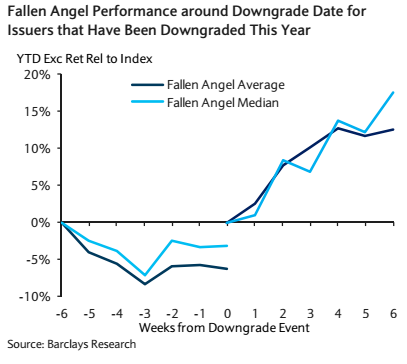 Fallen Angel Performance around Downgrade Date for
Issuers that Have Been Downgraded This Year
YTD Exc Ret Rel to Index
20%
15%
10%
5%
0%
-5%
-10%
Fallen Angel Average
Fallen Angel Median
-6 -5 -4 -3 -2 -1 0 1 2 3 4 5 6
Weeks from Downgrade Event
Source: Barclays Research